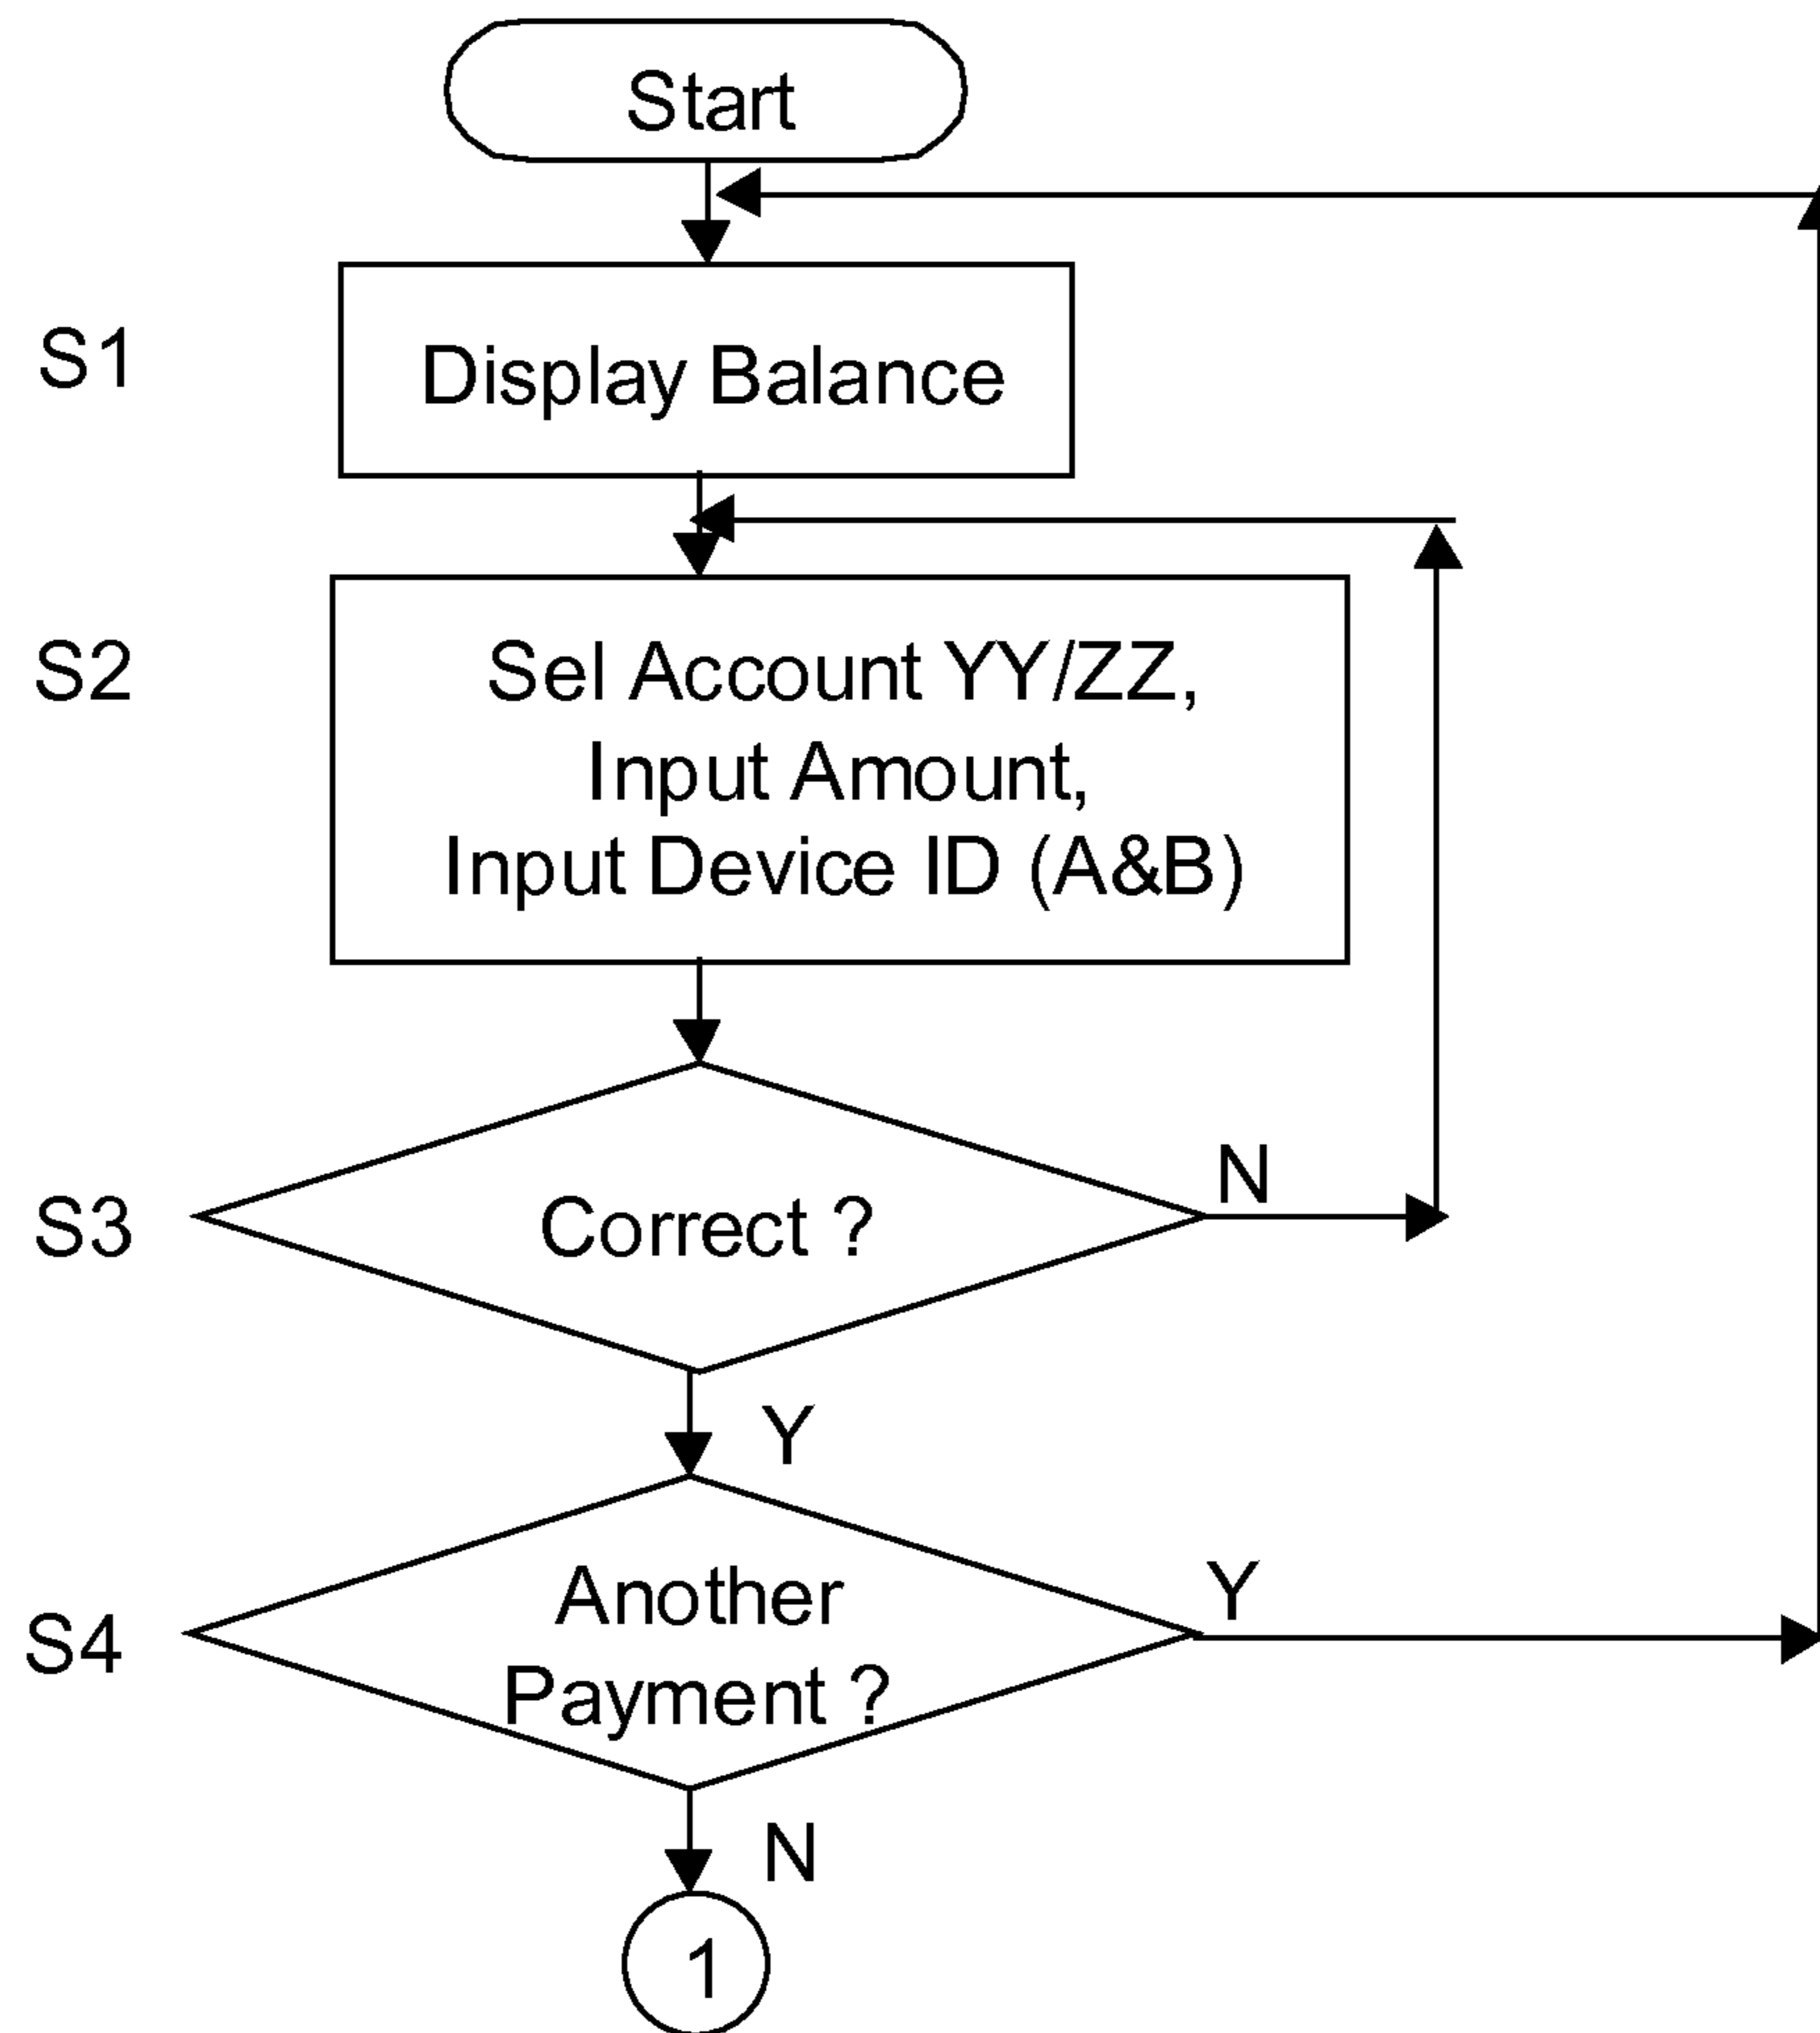 Start
S1
Display Balance
S2
Sel Account YY/ZZ,
Input Amount,
Input Device ID (A&B)
N
S3
Correct ?
Y
Another
Y
S4
Payment ?
N
1